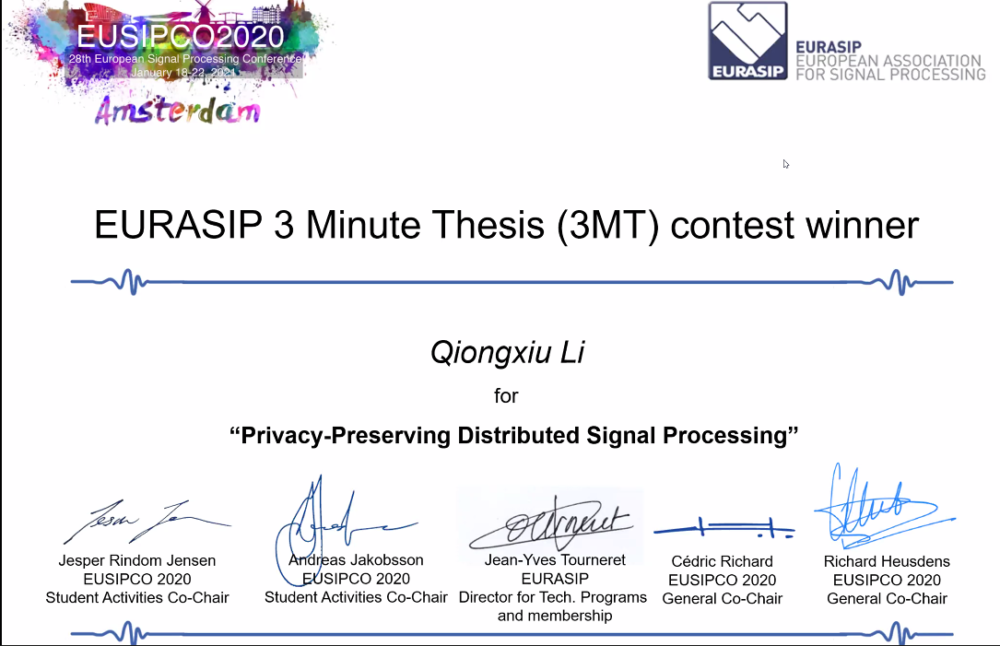 EUSIPCO2020
28th European Signal Processing Conference
January 18-22, 2021
Amsterdam
EURASIP
EURASIP
EUROPEAN ASSOCIATION
FOR SIGNAL PROCESSING
EURASIP 3 Minute Thesis (3MT) contest winner
Qiongxiu Li
for
“Privacy-Preserving Distributed Signal Processing”
Jesper Rindom Jensen
EUSIPCO 2020
Student Activities Co-Chair
Andreas Jakobsson
EUSIPCO 2020
Student Activities Co-Chair
Jean-Yves Tourneret
EURASIP
Director for Tech. Programs
and membership
Cédric Richard
EUSIPCO 2020
General Co-Chair
Richard Heusdens
EUSIPCO 2020
General Co-Chair